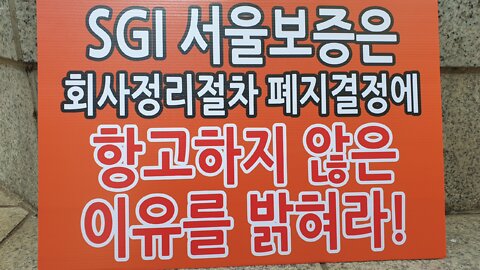 SGI 서울보증은
회사정리절차 폐지결정에
항고하지 않은
이유를 밝혀라!